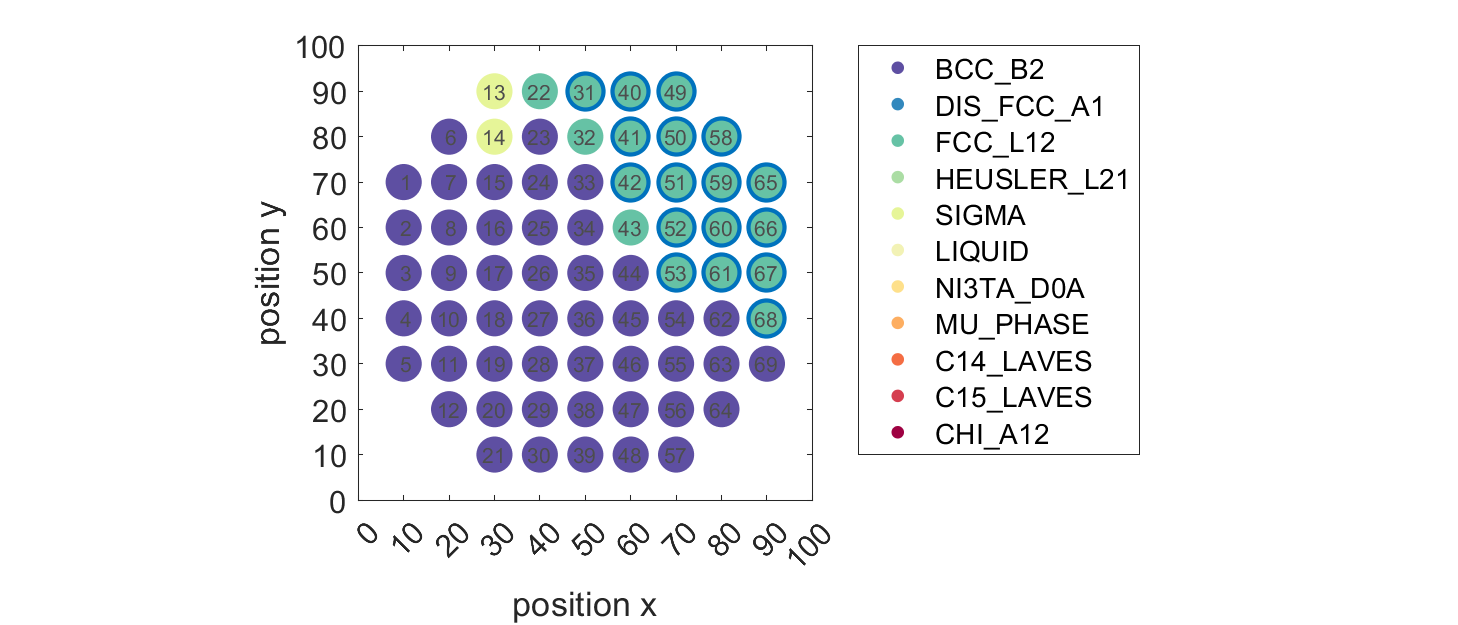 100
90
80
70
60
50
40
30
20
10
0
position y
13 22 31 40 49
6 14 23 32 41 50 58
1 7 15 24 33 42 51 59 65
2 8 16 25 34 43 52 60 66
3 9 17 26 35 44 53 61 67
4 10 18 27 36 45 54 62 68
5 11 19 28 37 46 55 63 69
12 20 29 38 47 56 64
21 30 39 48 57
0 10 20 30 40 50 60 70 80 90 100
position x
BCC_B2
DIS_FCC_A1
FCC_L12
HEUSLER_L21
SIGMA
LIQUID
NI3TA_D0A
MU_PHASE
C14_LAVES
C15_LAVES
CHI_A12